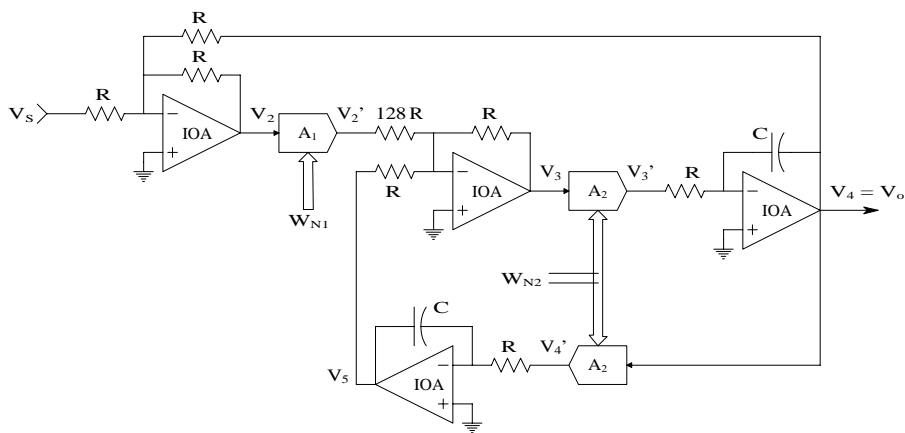 R
R
R
C
V_S
V_2
V_2'
128 R
R
IOA
A_1
−
+
V_3
V_3'
R
R
IOA
A_2
−
+
W_N1
V_4 = V_o
IOA
−
+
W_N2
C
R
V_4'
V_5
IOA
A_2
−
+